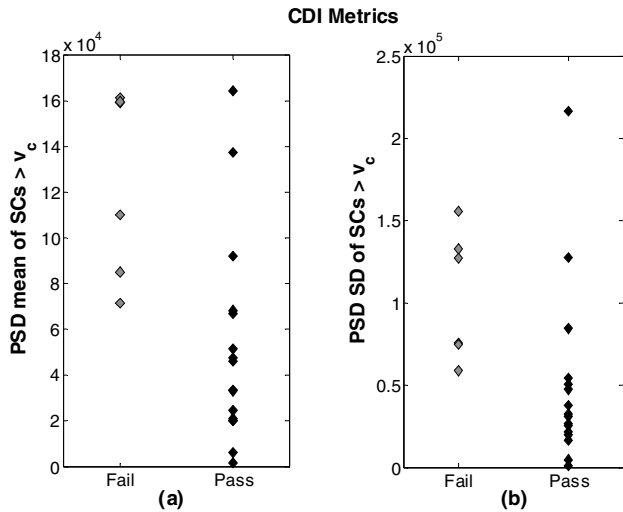 CDI Metrics
x 10^4
PSD mean of SCs > v_c
18
16
14
12
10
8
6
4
2
0
Fail
Pass
(a)
x 10^5
PSD SD of SCs > v_c
2.5
2
1.5
1
0.5
0
Fail
Pass
(b)